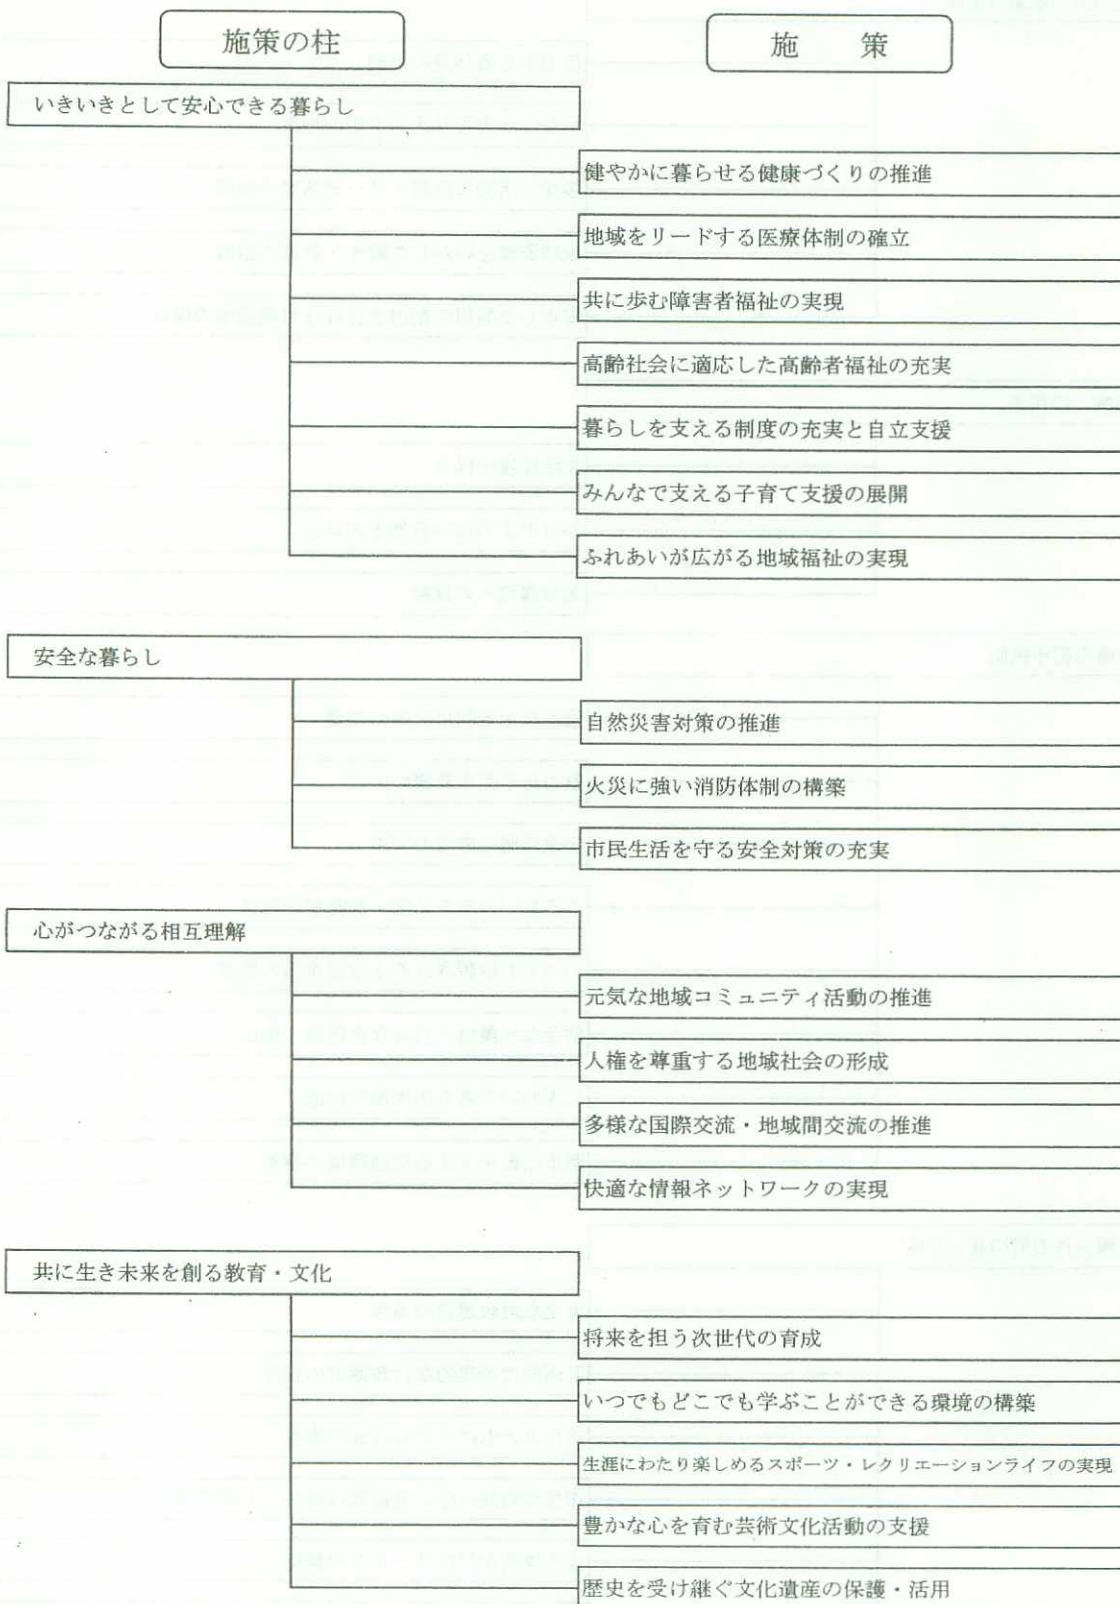 施策の柱
施　　策
いきいきとして安心できる暮らし
健やかに暮らせる健康づくりの推進
地域をリードする医療体制の確立
共に歩む障害者福祉の実現
高齢社会に適応した高齢者福祉の充実
暮らしを支える制度の充実と自立支援
みんなで支える子育て支援の展開
ふれあいが広がる地域福祉の実現
安全な暮らし
自然災害対策の推進
火災に強い消防体制の構築
市民生活を守る安全対策の充実
心がつながる相互理解
元気な地域コミュニティ活動の推進
人権を尊重する地域社会の形成
多様な国際交流・地域間交流の推進
快適な情報ネットワークの実現
共に生き未来を創る教育・文化
将来を担う次世代の育成
いつでもどこでも学ぶことができる環境の構築
生涯にわたり楽しめるスポーツ・レクリエーションライフの実現
豊かな心を育む芸術文化活動の支援
歴史を受け継ぐ文化遺産の保護・活用